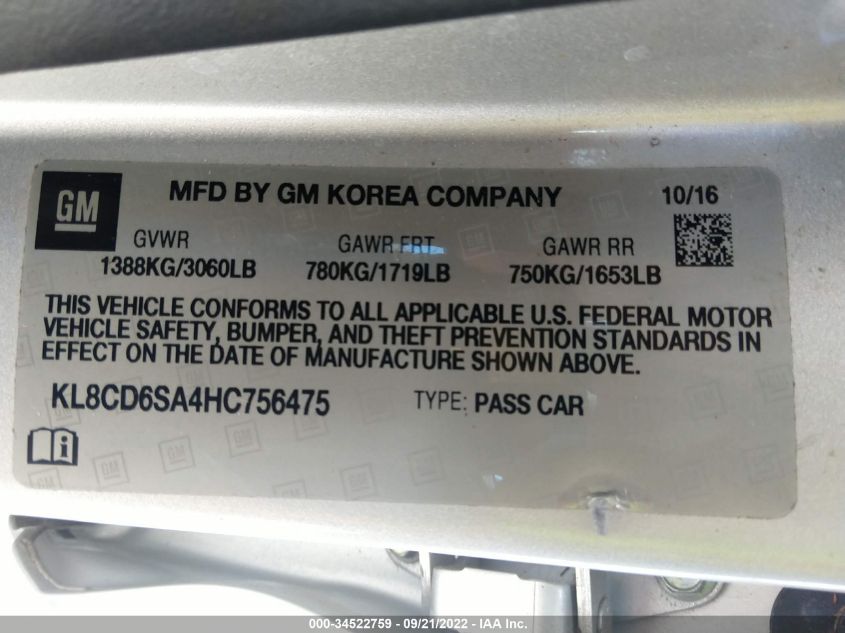 GM
MFD BY GM KOREA COMPANY
10/16
GVWR
GAWR FRT
GAWR RR
1388KG/3060LB
780KG/1719LB
750KG/1653LB
THIS VEHICLE CONFORMS TO ALL APPLICABLE U.S. FEDERAL MOTOR
VEHICLE SAFETY, BUMPER, AND THEFT PREVENTION STANDARDS IN
EFFECT ON THE DATE OF MANUFACTURE SHOWN ABOVE.
KL8CD6SA4HC756475
TYPE: PASS CAR
000-34522759 - 09/21/2022 - IAA Inc.